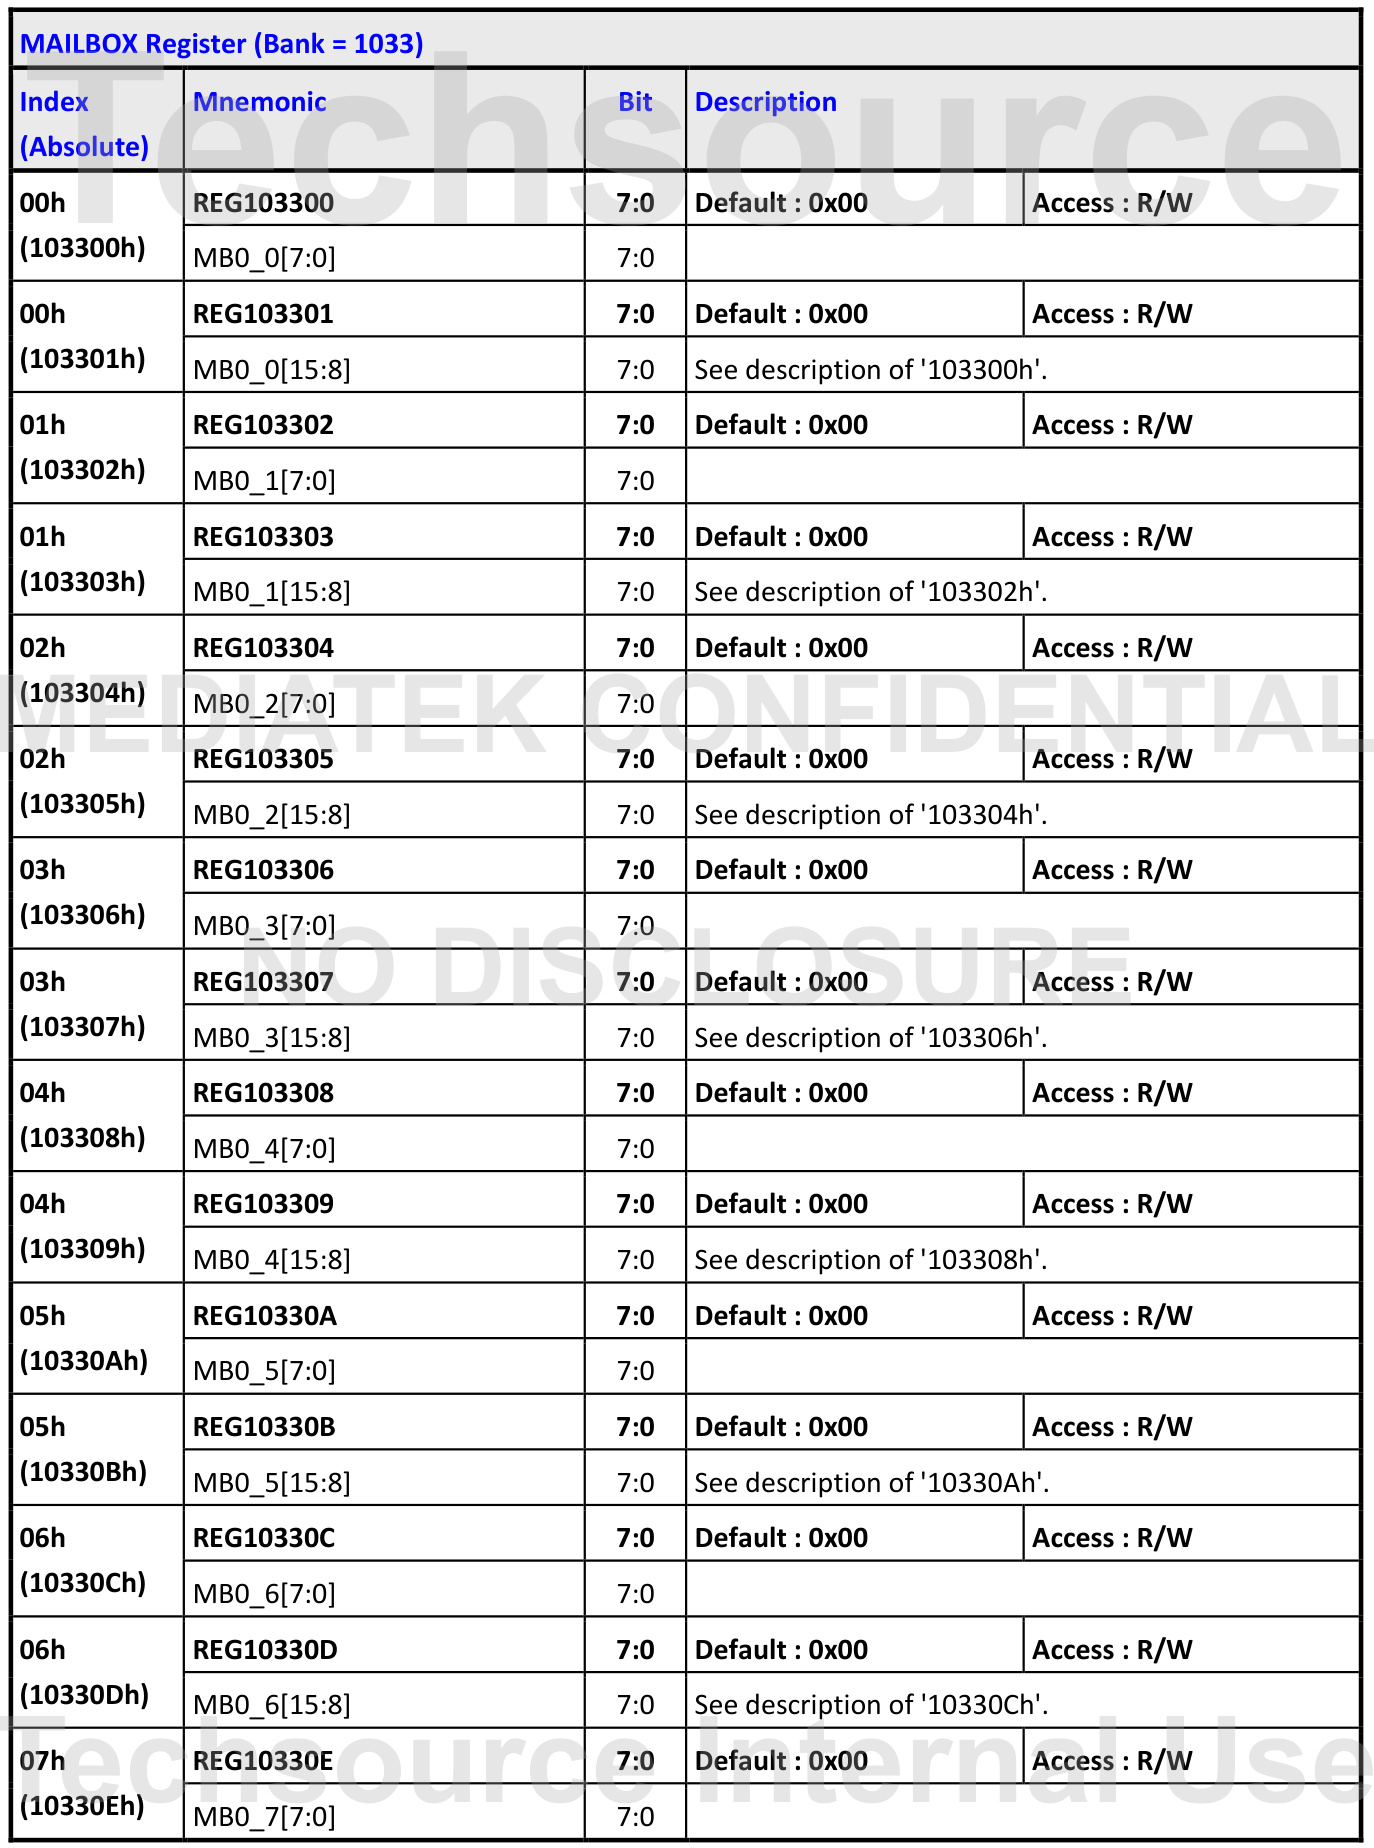 MAILBOX Register (Bank = 1033)
Index (Absolute) Mnemonic Bit Description
Techsource
00h (103300h) REG103300 7:0 Default : 0x00 Access : R/W
MB0_0[7:0] 7:0
00h (103301h) REG103301 7:0 Default : 0x00 Access : R/W
MB0_0[15:8] 7:0 See description of '103300h'.
01h (103302h) REG103302 7:0 Default : 0x00 Access : R/W
MB0_1[7:0] 7:0
01h (103303h) REG103303 7:0 Default : 0x00 Access : R/W
MB0_1[15:8] 7:0 See description of '103302h'.
02h (103304h) REG103304 7:0 Default : 0x00 Access : R/W
MB0_2[7:0] 7:0
MEDIATEK CONFIDENTIAL
02h (103305h) REG103305 7:0 Default : 0x00 Access : R/W
MB0_2[15:8] 7:0 See description of '103304h'.
03h (103306h) REG103306 7:0 Default : 0x00 Access : R/W
MB0_3[7:0] 7:0
NO DISCLOSURE
03h (103307h) REG103307 7:0 Default : 0x00 Access : R/W
MB0_3[15:8] 7:0 See description of '103306h'.
04h (103308h) REG103308 7:0 Default : 0x00 Access : R/W
MB0_4[7:0] 7:0
04h (103309h) REG103309 7:0 Default : 0x00 Access : R/W
MB0_4[15:8] 7:0 See description of '103308h'.
05h (10330Ah) REG10330A 7:0 Default : 0x00 Access : R/W
MB0_5[7:0] 7:0
05h (10330Bh) REG10330B 7:0 Default : 0x00 Access : R/W
MB0_5[15:8] 7:0 See description of '10330Ah'.
06h (10330Ch) REG10330C 7:0 Default : 0x00 Access : R/W
MB0_6[7:0] 7:0
06h (10330Dh) REG10330D 7:0 Default : 0x00 Access : R/W
MB0_6[15:8] 7:0 See description of '10330Ch'.
Techsource Internal Use
07h (10330Eh) REG10330E 7:0 Default : 0x00 Access : R/W
MB0_7[7:0] 7:0